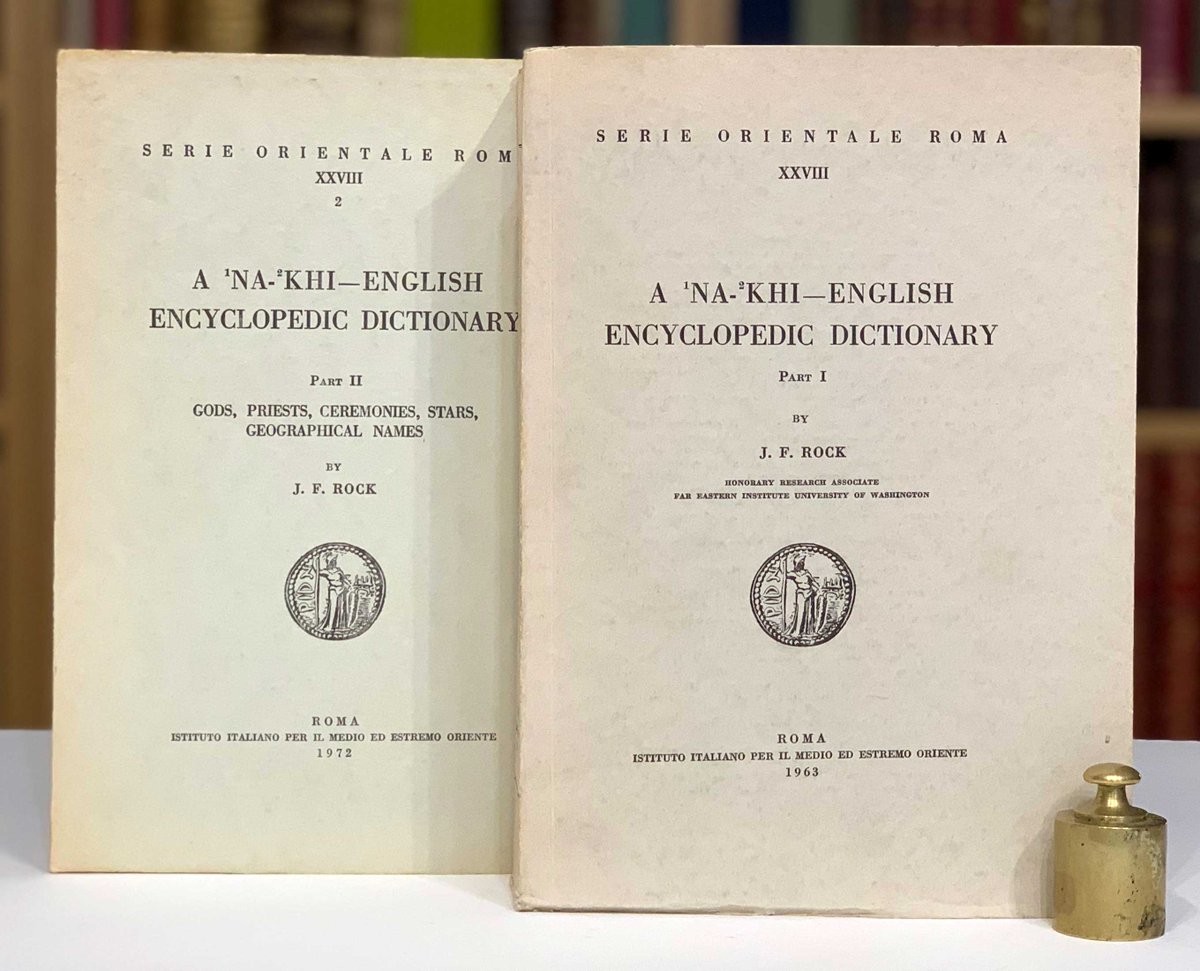 SERIE ORIENTALE ROM
XXVIII
2
A ¹NA-²KHI—ENGLISH
ENCYCLOPEDIC DICTIONARY
PART II
GODS, PRIESTS, CEREMONIES, STARS,
GEOGRAPHICAL NAMES
BY
J. F. ROCK
ROMA
ISTITUTO ITALIANO PER IL MEDIO ED ESTREMO ORIENTE
1972
SERIE ORIENTALE ROMA
XXVIII
A ¹NA-²KHI—ENGLISH
ENCYCLOPEDIC DICTIONARY
PART I
BY
J. F. ROCK
HONORARY RESEARCH ASSOCIATE
FAR EASTERN INSTITUTE UNIVERSITY OF WASHINGTON
ROMA
ISTITUTO ITALIANO PER IL MEDIO ED ESTREMO ORIENTE
1963